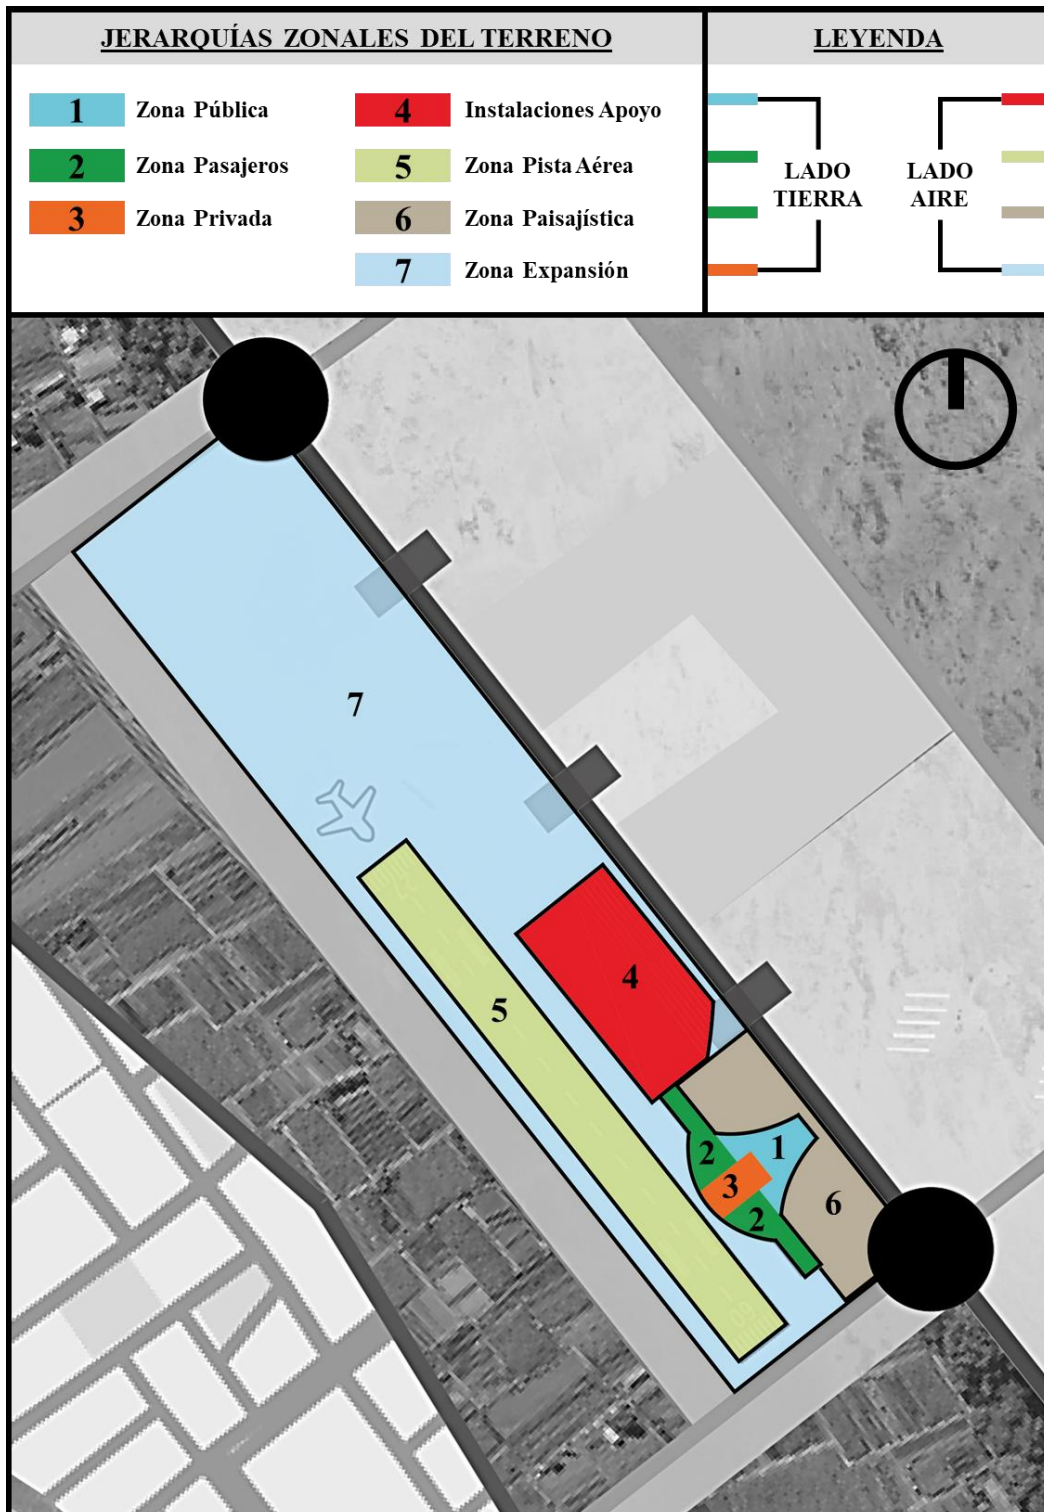 JERARQUÍAS ZONALES DEL TERRENO
1 Zona Pública
2 Zona Pasajeros
3 Zona Privada
4 Instalaciones Apoyo
5 Zona Pista Aérea
6 Zona Paisajística
7 Zona Expansión
LEYENDA
LADO
TIERRA
LADO
AIRE
7
4
5
1
2
3
6
2